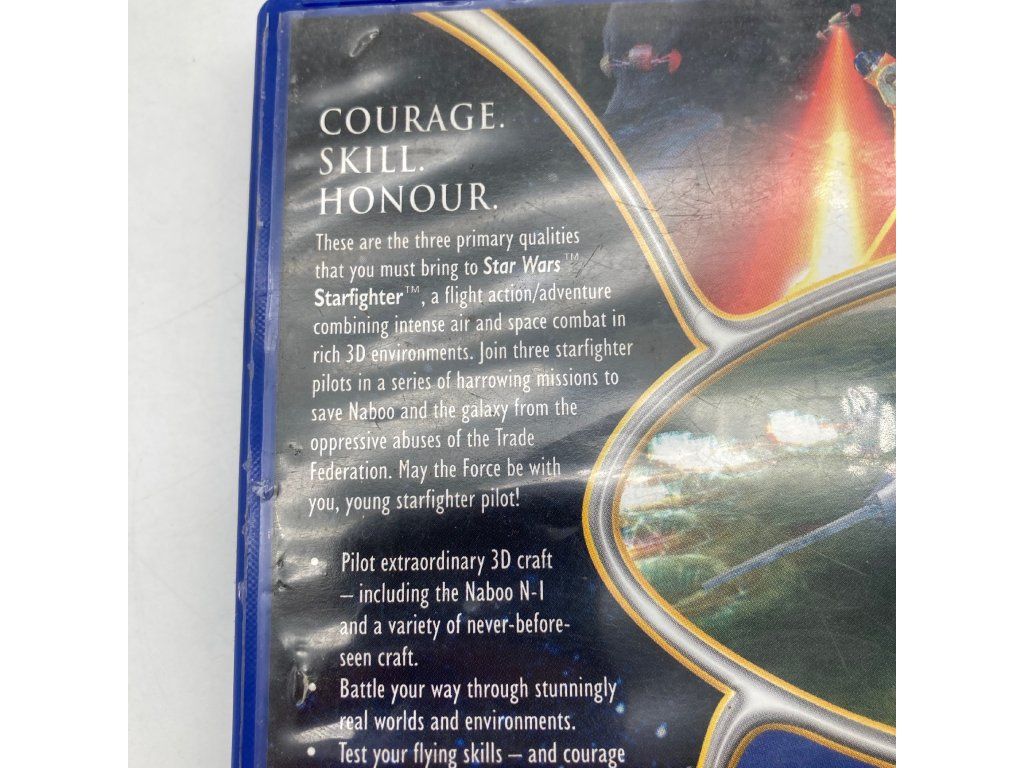 COURAGE.
SKILL.
HONOUR.
These are the three primary qualities
that you must bring to Star Wars™
Starfighter™, a flight action/adventure
combining intense air and space combat in
rich 3D environments. Join three starfighter
pilots in a series of harrowing missions to
save Naboo and the galaxy from the
oppressive abuses of the Trade
Federation. May the Force be with
you, young starfighter pilot!
• Pilot extraordinary 3D craft
– including the Naboo N-1
and a variety of never-before-
seen craft.
• Battle your way through stunningly
real worlds and environments.
• Test your flying skills – and courage